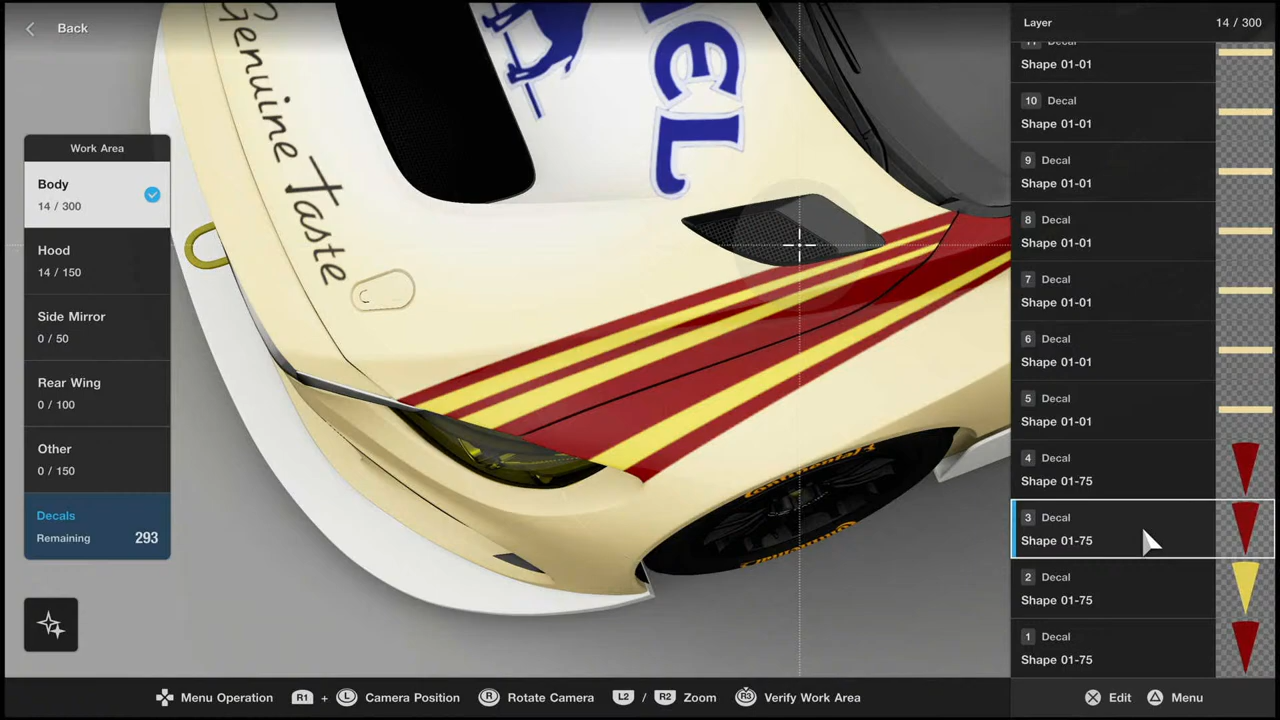 Back
Work Area
Body
14 / 300
Hood
14 / 150
Side Mirror
0 / 50
Rear Wing
0 / 100
Other
0 / 150
Decals
Remaining 293
Genuine Taste
MEL
Continental
Continental
Layer 14 / 300
11 Decal
Shape 01-01
10 Decal
Shape 01-01
9 Decal
Shape 01-01
8 Decal
Shape 01-01
7 Decal
Shape 01-01
6 Decal
Shape 01-01
5 Decal
Shape 01-01
4 Decal
Shape 01-75
3 Decal
Shape 01-75
2 Decal
Shape 01-75
1 Decal
Shape 01-75
Menu Operation R1 + L Camera Position R Rotate Camera L2 / R2 Zoom R3 Verify Work Area Edit Menu